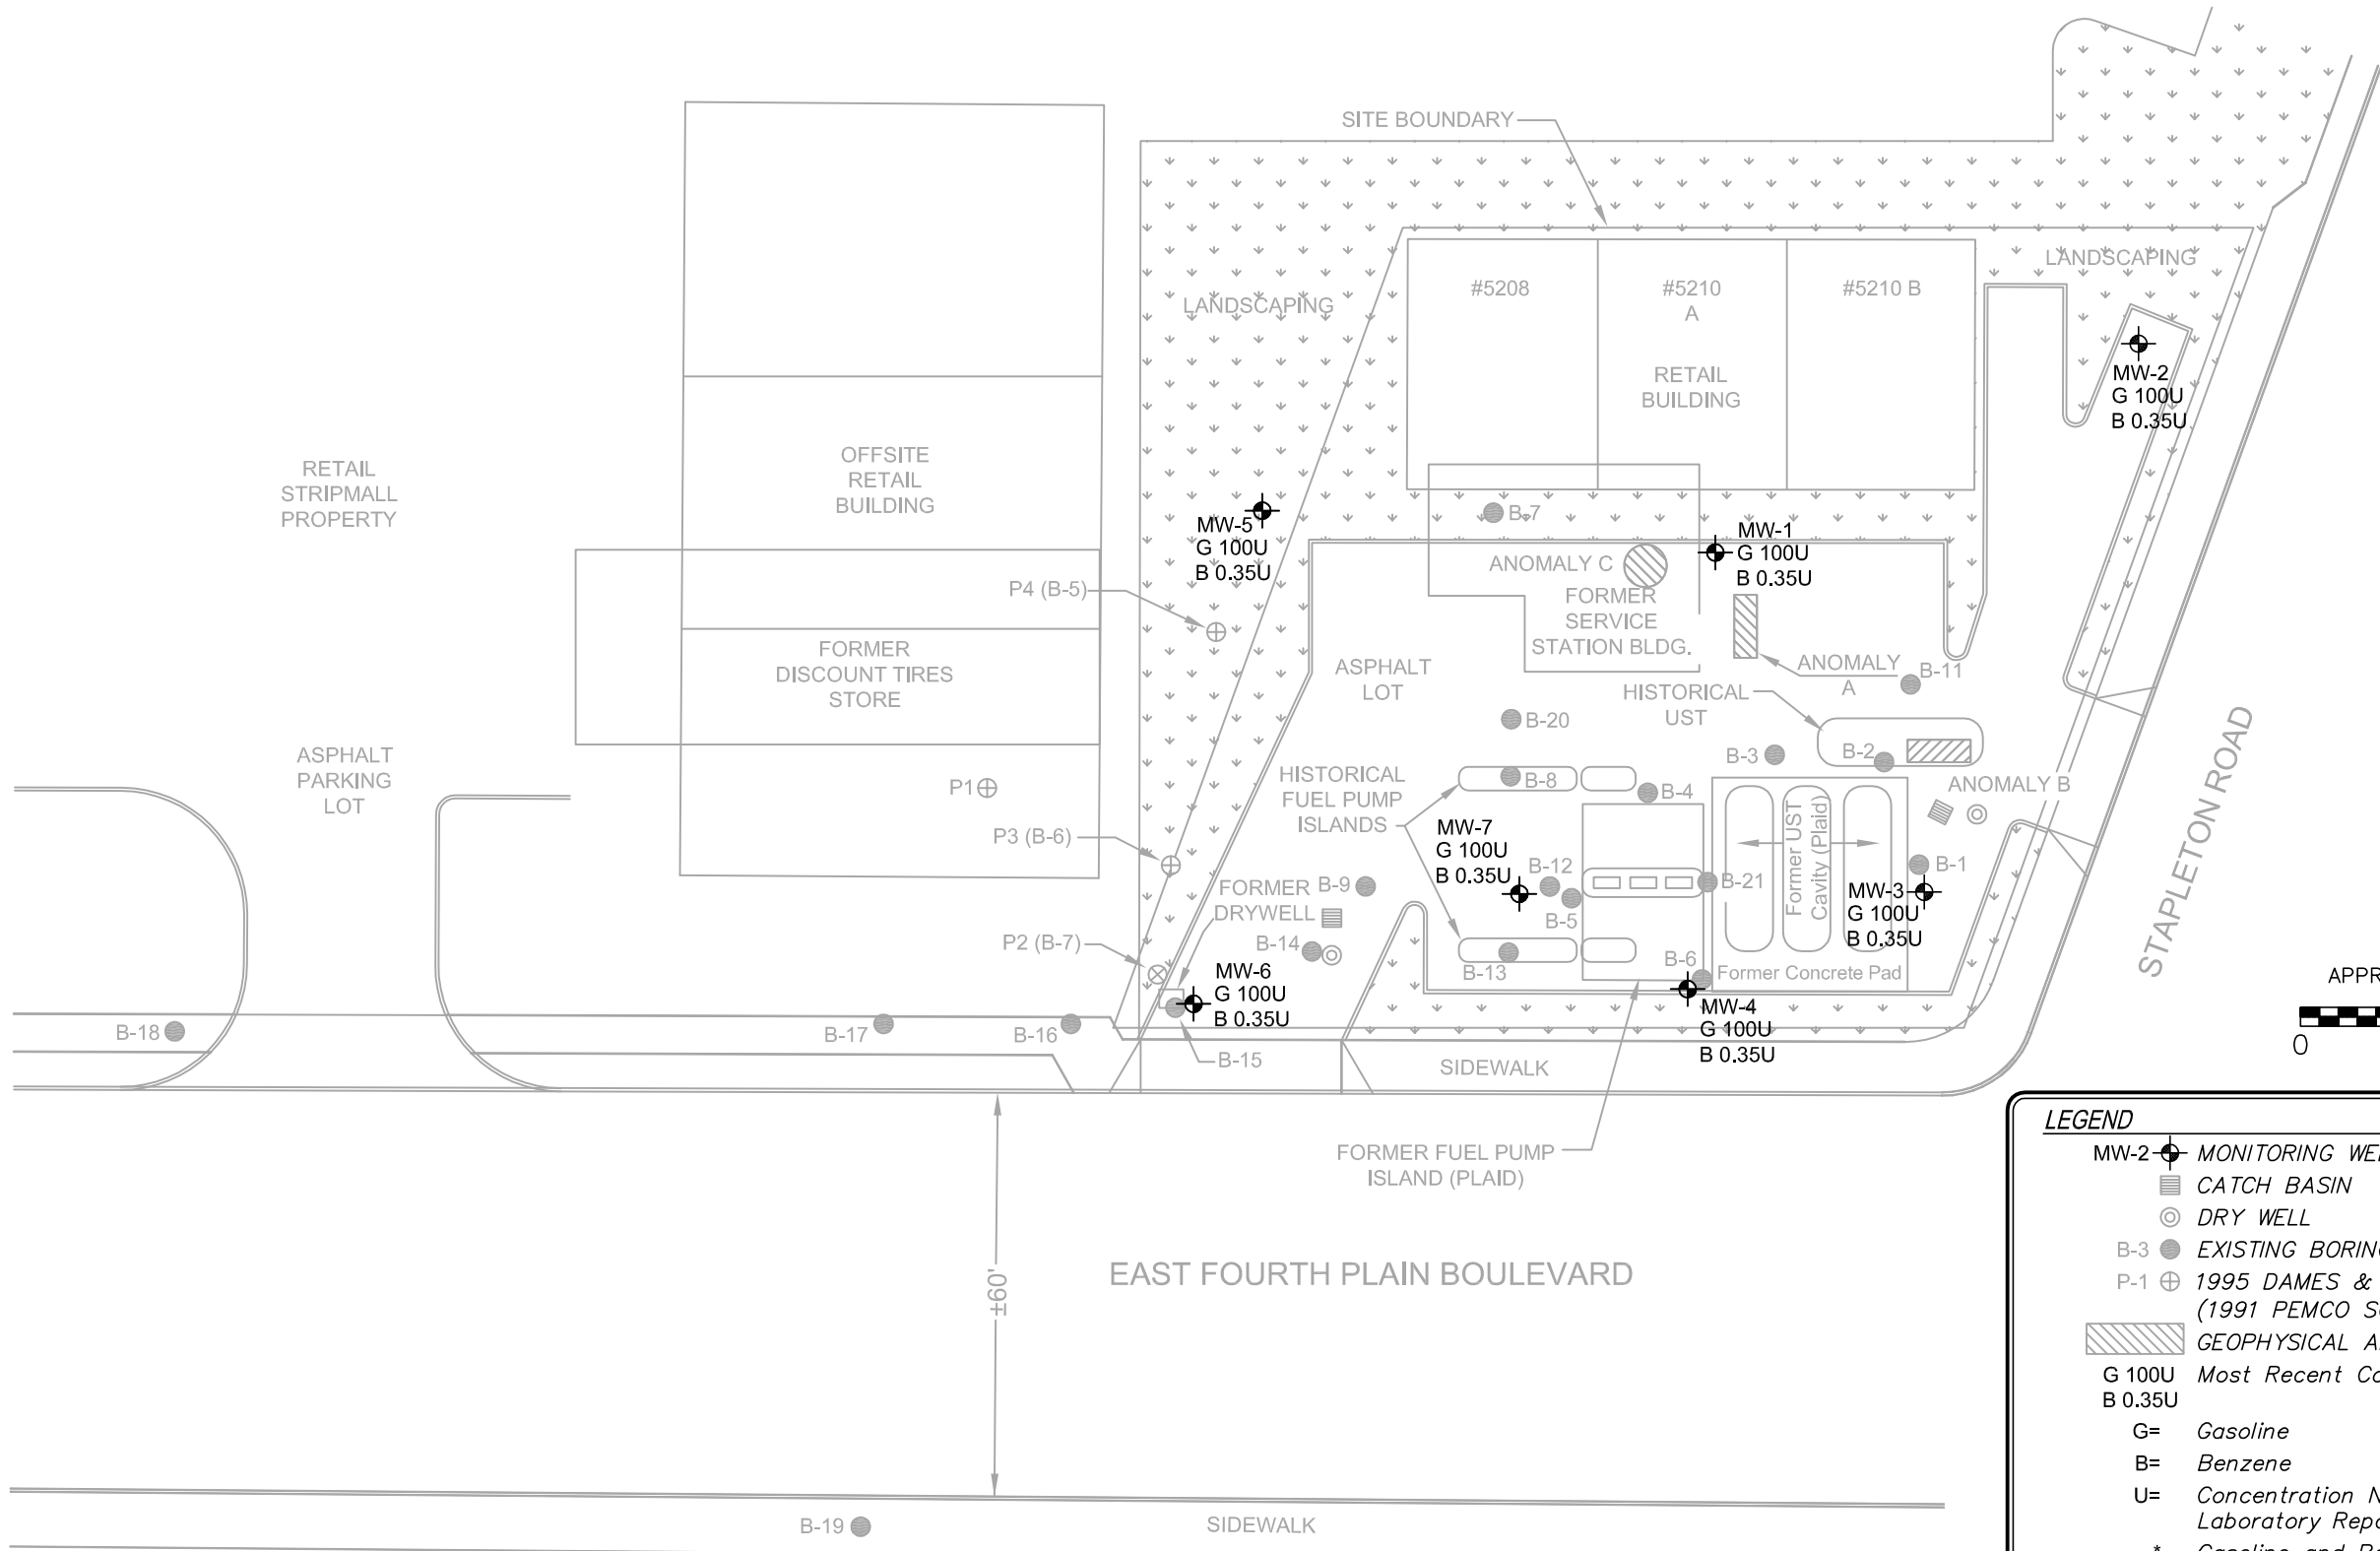 SITE BOUNDARY
LANDSCAPING
LANDSCAPING
#5208
#5210
A
#5210 B
RETAIL
BUILDING
MW-2
G 100U
B 0.35U
RETAIL
STRIPMALL
PROPERTY
OFFSITE
RETAIL
BUILDING
MW-5
G 100U
B 0.35U
B-7
MW-1
G 100U
B 0.35U
ANOMALY C
P4 (B-5)
FORMER
SERVICE
STATION BLDG.
FORMER
DISCOUNT TIRES
STORE
ASPHALT
LOT
ANOMALY
A
B-11
HISTORICAL
UST
B-20
B-3
B-2
STAPLETON ROAD
ASPHALT
PARKING
LOT
P1
HISTORICAL
FUEL PUMP
ISLANDS
B-8
B-4
ANOMALY B
P3 (B-6)
MW-7
G 100U
B 0.35U
B-12
B-5
B-21
Former UST
Cavity (Plaid)
B-1
MW-3
G 100U
B 0.35U
FORMER
DRYWELL
B-9
P2 (B-7)
B-14
B-13
B-6
Former Concrete Pad
MW-6
G 100U
B 0.35U
MW-4
G 100U
B 0.35U
B-18
B-17
B-16
B-15
SIDEWALK
0
FORMER FUEL PUMP
ISLAND (PLAID)
±60'
EAST FOURTH PLAIN BOULEVARD
B-19
SIDEWALK
LEGEND
MW-2 MONITORING
CATCH BASIN
DRY WELL
B-3 EXISTING
P-1 1995 DAMES &
(1991 PEMCO
GEOPHYSICAL
G 100U Most Recent
B 0.35U
G= Gasoline
B= Benzene
U= Concentration
Laboratory